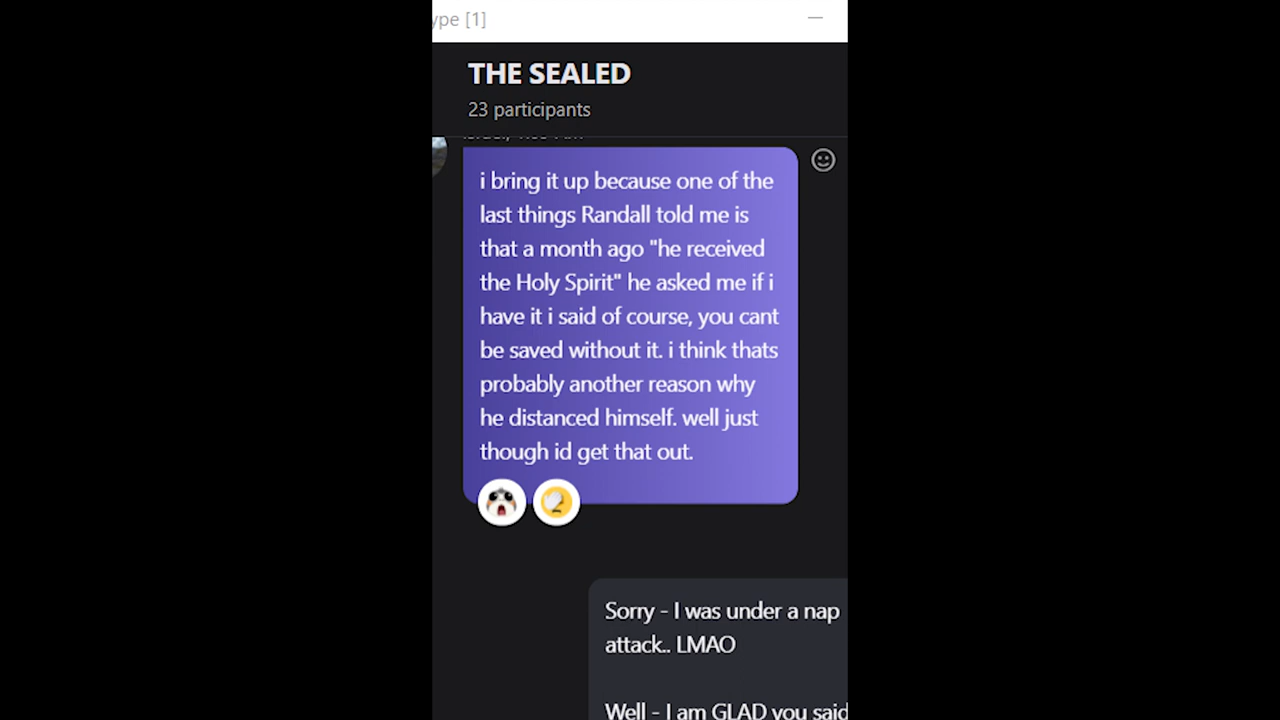 ype [1]
THE SEALED
23 participants
i bring it up because one of the
last things Randall told me is
that a month ago "he received
the Holy Spirit" he asked me if i
have it i said of course, you cant
be saved without it. i think thats
probably another reason why
he distanced himself. well just
though id get that out.
Sorry - I was under a nap
attack.. LMAO
Well - I am GLAD you said